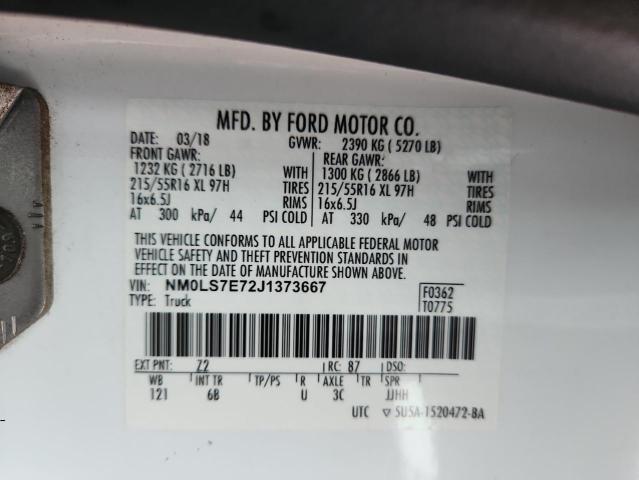 MFD. BY FORD MOTOR CO.
DATE: 03/18 GVWR: 2390 KG ( 5270 LB)
FRONT GAWR: REAR GAWR:
1232 KG ( 2716 LB) WITH 1300 KG ( 2866 LB) WITH
215/55R16 XL 97H TIRES 215/55R16 XL 97H TIRES
16x6.5J RIMS 16x6.5J RIMS
AT 300 kPa/ 44 PSI COLD AT 330 kPa/ 48 PSI COLD
THIS VEHICLE CONFORMS TO ALL APPLICABLE FEDERAL MOTOR
VEHICLE SAFETY AND THEFT PREVENTION STANDARDS IN
EFFECT ON THE DATE OF MANUFACTURE SHOWN ABOVE.
VIN: NM0LS7E72J1373667 F0362
TYPE: Truck T0775
EXT PNT: Z2 RC: 87 DSO:
WB INT TR TP/PS R AXLE TR SPR
121 6B U 3C JJHH
UTC ▽ 5U5A-1520472-BA